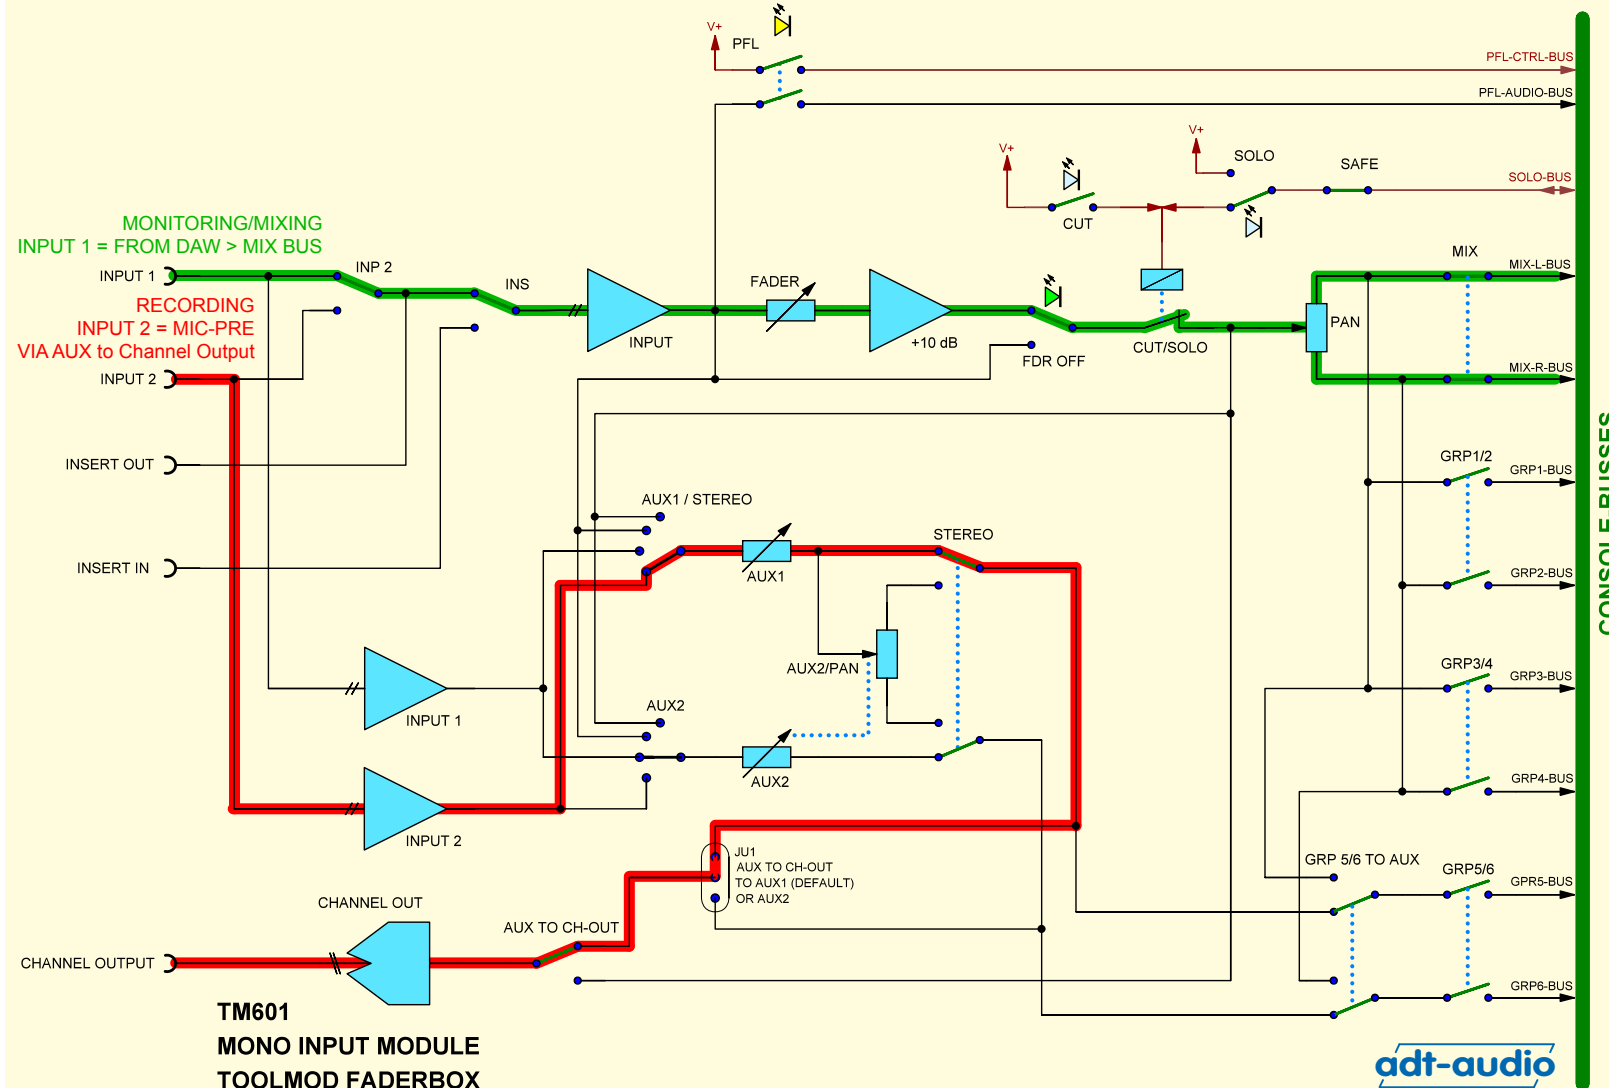 V+
PFL
PFL-CTRL-BUS
PFL-AUDIO-BUS
V+
V+
SOLO
SAFE
SOLO-BUS
CUT
MONITORING/MIXING
INPUT 1 = FROM DAW > MIX BUS
INPUT 1
INP 2
INS
FADER
MIX
MIX-L-BUS
RECORDING
INPUT 2 = MIC-PRE
VIA AUX to Channel Output
INPUT 2
INPUT
+10 dB
FDR OFF
CUT/SOLO
PAN
MIX-R-BUS
CONSOLE-BUSSES
INSERT OUT
GRP1/2
GRP1-BUS
AUX1 / STEREO
STEREO
INSERT IN
AUX1
GRP2-BUS
AUX2/PAN
GRP3/4
GRP3-BUS
AUX2
INPUT 1
AUX2
GRP4-BUS
INPUT 2
JU1
AUX TO CH-OUT
TO AUX1 (DEFAULT)
OR AUX2
GRP 5/6 TO AUX
GRP5/6
GPR5-BUS
CHANNEL OUT
AUX TO CH-OUT
CHANNEL OUTPUT
GRP6-BUS
TM601
MONO INPUT MODULE
TOOLMOD FADERBOX
adt-audio